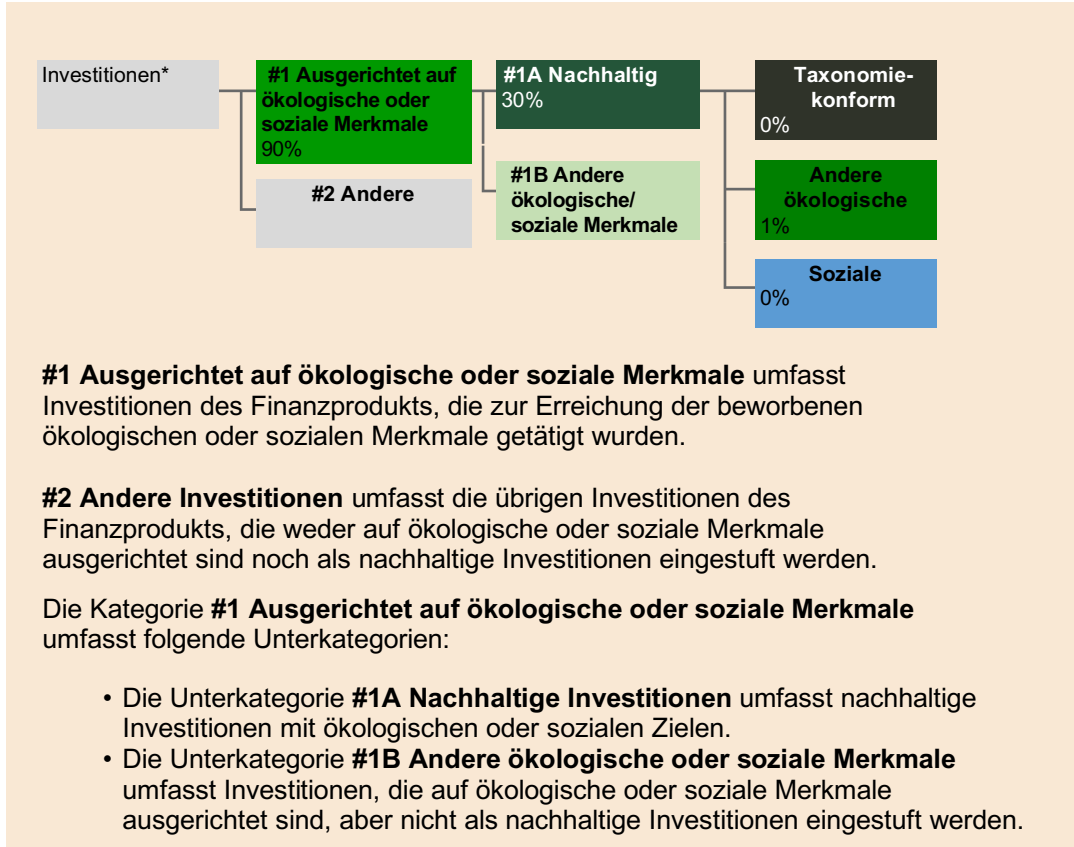 Investitionen*
#1 Ausgerichtet auf
ökologische oder
soziale Merkmale
90%
#2 Andere
#1A Nachhaltig
30%
#1B Andere
ökologische/
soziale Merkmale
Taxonomie-
konform
0%
Andere
ökologische
1%
Soziale
0%
#1 Ausgerichtet auf ökologische oder soziale Merkmale umfasst
Investitionen des Finanzprodukts, die zur Erreichung der beworbenen
ökologischen oder sozialen Merkmale getätigt wurden.
#2 Andere Investitionen umfasst die übrigen Investitionen des
Finanzprodukts, die weder auf ökologische oder soziale Merkmale
ausgerichtet sind noch als nachhaltige Investitionen eingestuft werden.
Die Kategorie #1 Ausgerichtet auf ökologische oder soziale Merkmale
umfasst folgende Unterkategorien:
• Die Unterkategorie #1A Nachhaltige Investitionen umfasst nachhaltige
Investitionen mit ökologischen oder sozialen Zielen.
• Die Unterkategorie #1B Andere ökologische oder soziale Merkmale
umfasst Investitionen, die auf ökologische oder soziale Merkmale
ausgerichtet sind, aber nicht als nachhaltige Investitionen eingestuft werden.